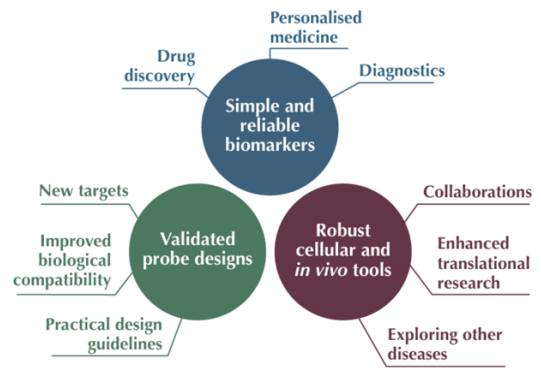 Personalised
medicine
Drug
discovery
Diagnostics
Simple and
reliable
biomarkers
New targets
Improved
biological
compatibility
Practical design
guidelines
Validated
probe designs
Robust
cellular and
in vivo tools
Collaborations
Enhanced
translational
research
Exploring other
diseases